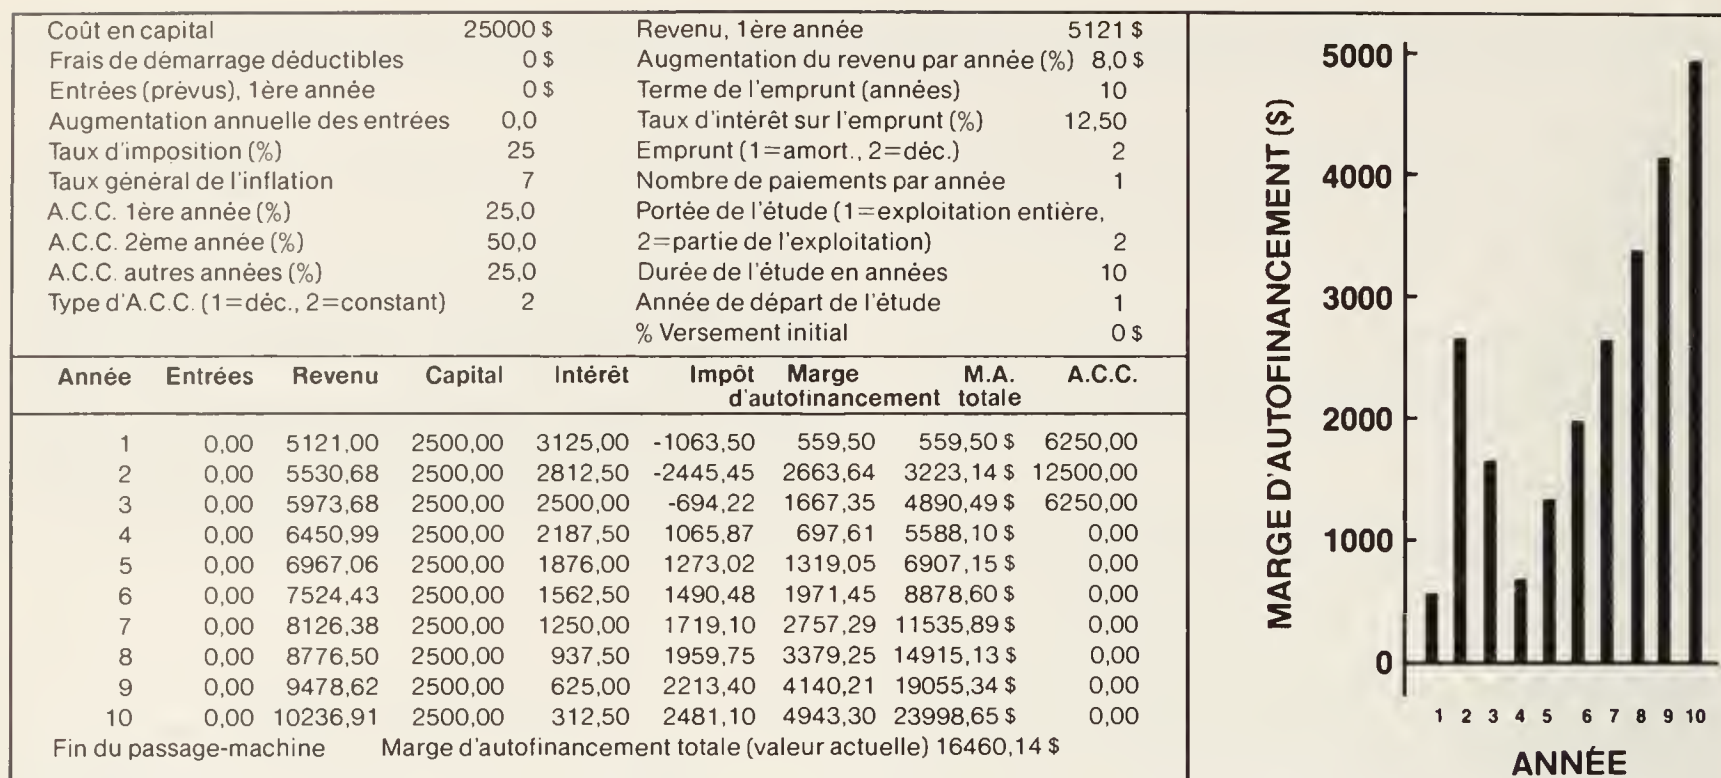 Coût en capital 25000 $ Revenu, 1ère année 5121 $
Frais de démarrage déductibles 0 $ Augmentation du revenu par année (%) 8,0 $
Entrées (prévus), 1ère année 0 $ Terme de l'emprunt (années) 10
Augmentation annuelle des entrées 0,0 Taux d'intérêt sur l'emprunt (%) 12,50
Taux d'imposition (%) 25 Emprunt (1=amort., 2=déc.) 2
Taux général de l'inflation 7 Nombre de paiements par année 1
A.C.C. 1ère année (%) 25,0 Portée de l'étude (1=exploitation entière,
A.C.C. 2ème année (%) 50,0 2=partie de l'exploitation) 2
A.C.C. autres années (%) 25,0 Durée de l'étude en années 10
Type d'A.C.C. (1=déc., 2=constant) 2 Année de départ de l'étude 1
% Versement initial 0 $
Année Entrées Revenu Capital Intérêt Impôt Marge M.A. A.C.C.
d'autofinancement totale
1 0,00 5121,00 2500,00 3125,00 -1063,50 559,50 559,50 $ 6250,00
2 0,00 5530,68 2500,00 2812,50 -2445,45 2663,64 3223,14 $ 12500,00
3 0,00 5973,68 2500,00 2500,00 -694,22 1667,35 4890,49 $ 6250,00
4 0,00 6450,99 2500,00 2187,50 1065,87 697,61 5588,10 $ 0,00
5 0,00 6967,06 2500,00 1876,00 1273,02 1319,05 6907,15 $ 0,00
6 0,00 7524,43 2500,00 1562,50 1490,48 1971,45 8878,60 $ 0,00
7 0,00 8126,38 2500,00 1250,00 1719,10 2757,29 11535,89 $ 0,00
8 0,00 8776,50 2500,00 937,50 1959,75 3379,25 14915,13 $ 0,00
9 0,00 9478,62 2500,00 625,00 2213,40 4140,21 19055,34 $ 0,00
10 0,00 10236,91 2500,00 312,50 2481,10 4943,30 23998,65 $ 0,00
Fin du passage-machine Marge d'autofinancement totale (valeur actuelle) 16460,14 $
MARGE D'AUTOFINANCEMENT ($)
5000
4000
3000
2000
1000
0
1 2 3 4 5 6 7 8 9 10
ANNÉE